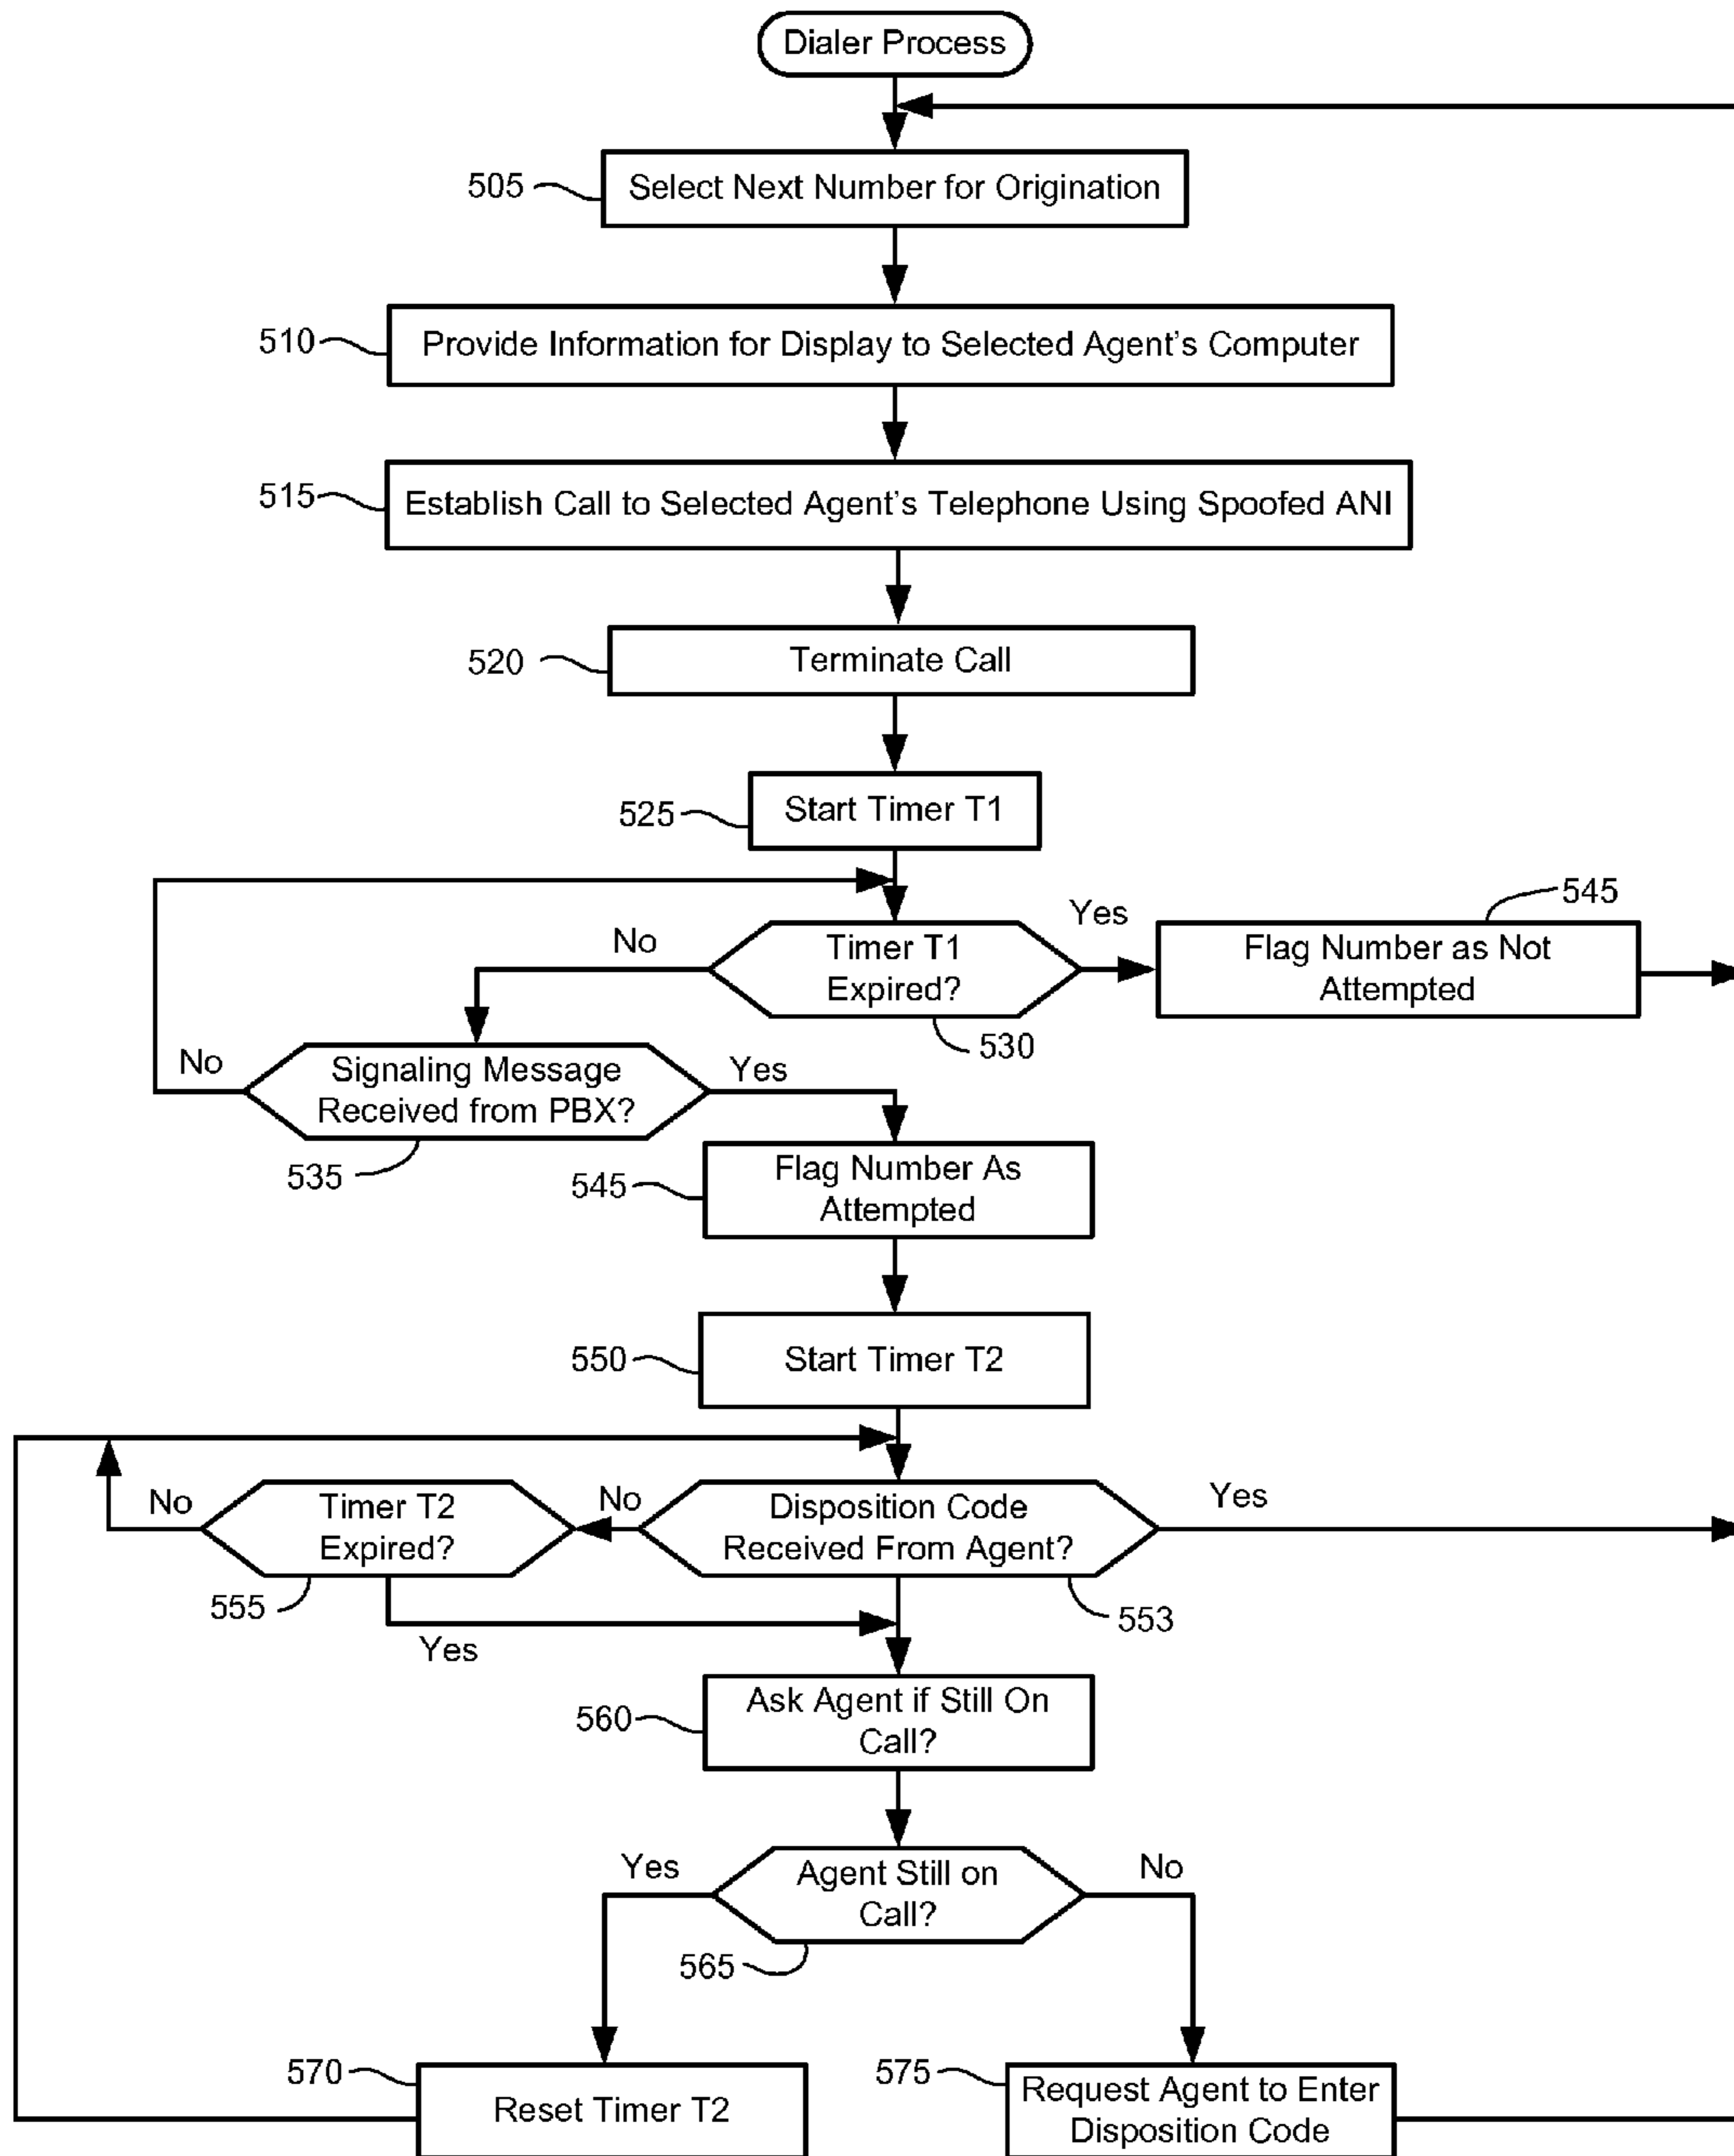 Dialer Process
505
Select Next Number for Origination
510
Provide Information for Display to Selected Agent's Computer
515
Establish Call to Selected Agent's Telephone Using Spoofed ANI
520
Terminate Call
525
Start Timer T1
545
Yes
No
Timer T1
Expired?
Flag Number as Not
Attempted
530
No
Signaling Message
Received from PBX?
Yes
535
545
Flag Number As
Attempted
550
Start Timer T2
No
Timer T2
Expired?
No
Disposition Code
Received From Agent?
Yes
555
553
Yes
560
Ask Agent if Still On
Call?
Yes
Agent Still on
Call?
No
565
570
Reset Timer T2
575
Request Agent to Enter
Disposition Code